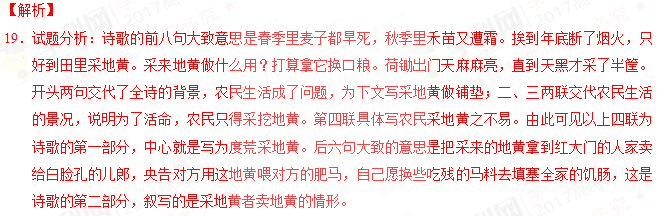 【解析】
19．试题分析：诗歌的前八句大致意思是春季里麦子都旱死，秋季里禾苗又遭霜。挨到年底断了烟火，只
好到田里采地黄。采来地黄做什么用？打算拿它换口粮。荷锄出门天麻麻亮，直到天黑才采了半筐。
开头两句交代了全诗的背景，农民生活成了问题，为下文写采地黄做铺垫；二、三两联交代农民生活
的景况，说明为了活命，农民只得采挖地黄。第四联具体写农民采地黄之不易。由此可见以上四联为
诗歌的第一部分，中心就是写为度荒采地黄。后六句大致的意思是把采来的地黄拿到红大门的人家卖
给白脸孔的儿郎，央告对方用这地黄喂对方的肥马，自己愿换些吃残的马料去填塞全家的饥肠，这是
诗歌的第二部分，叙写的是采地黄者卖地黄的情形。